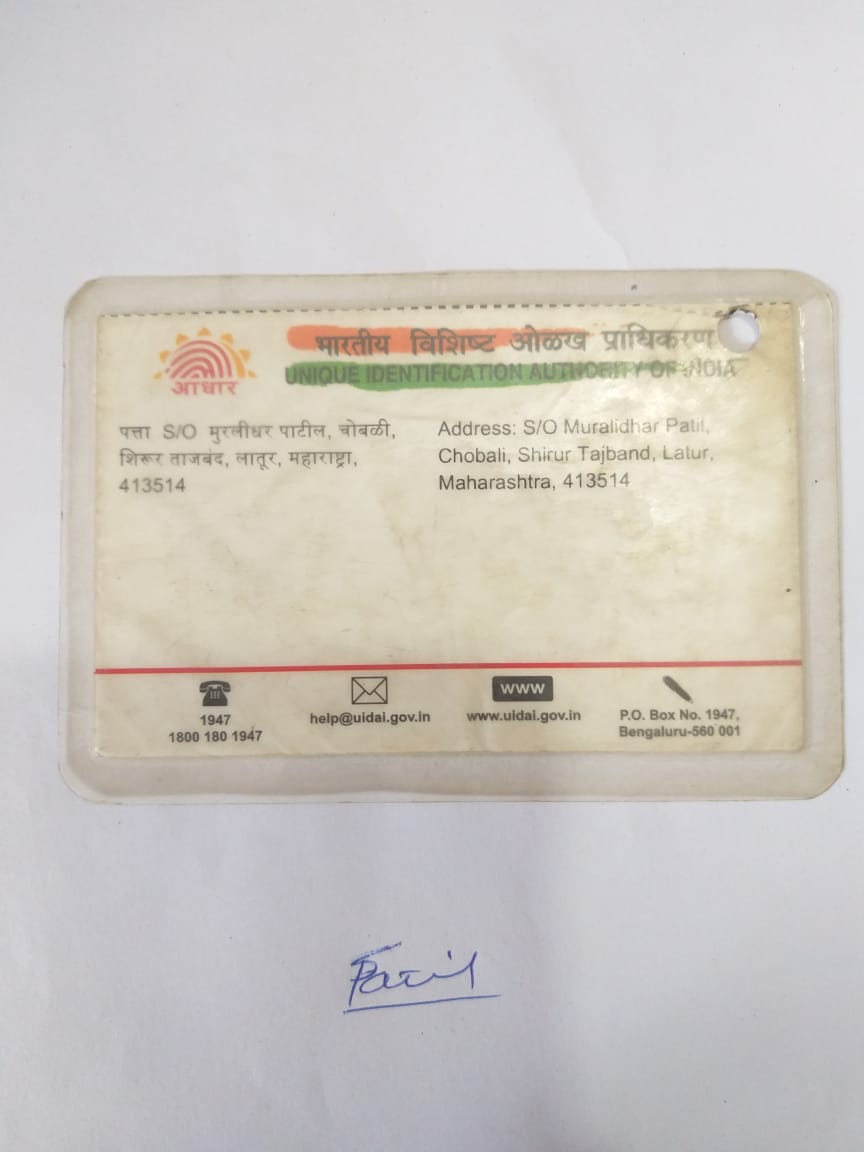 आधार
भारतीय विशिष्ट ओळख प्राधिकरण
UNIQUE IDENTIFICATION AUTHORITY OF INDIA
पत्ता S/O मुरलीधर पाटील, चोबळी,
शिरूर ताजबंद, लातूर, महाराष्ट्रा,
413514
Address: S/O Muralidhar Patil,
Chobali, Shirur Tajband, Latur,
Maharashtra, 413514
1947
1800 180 1947
help@uidai.gov.in
www
www.uidai.gov.in
P.O. Box No. 1947,
Bengaluru-560 001
Patil